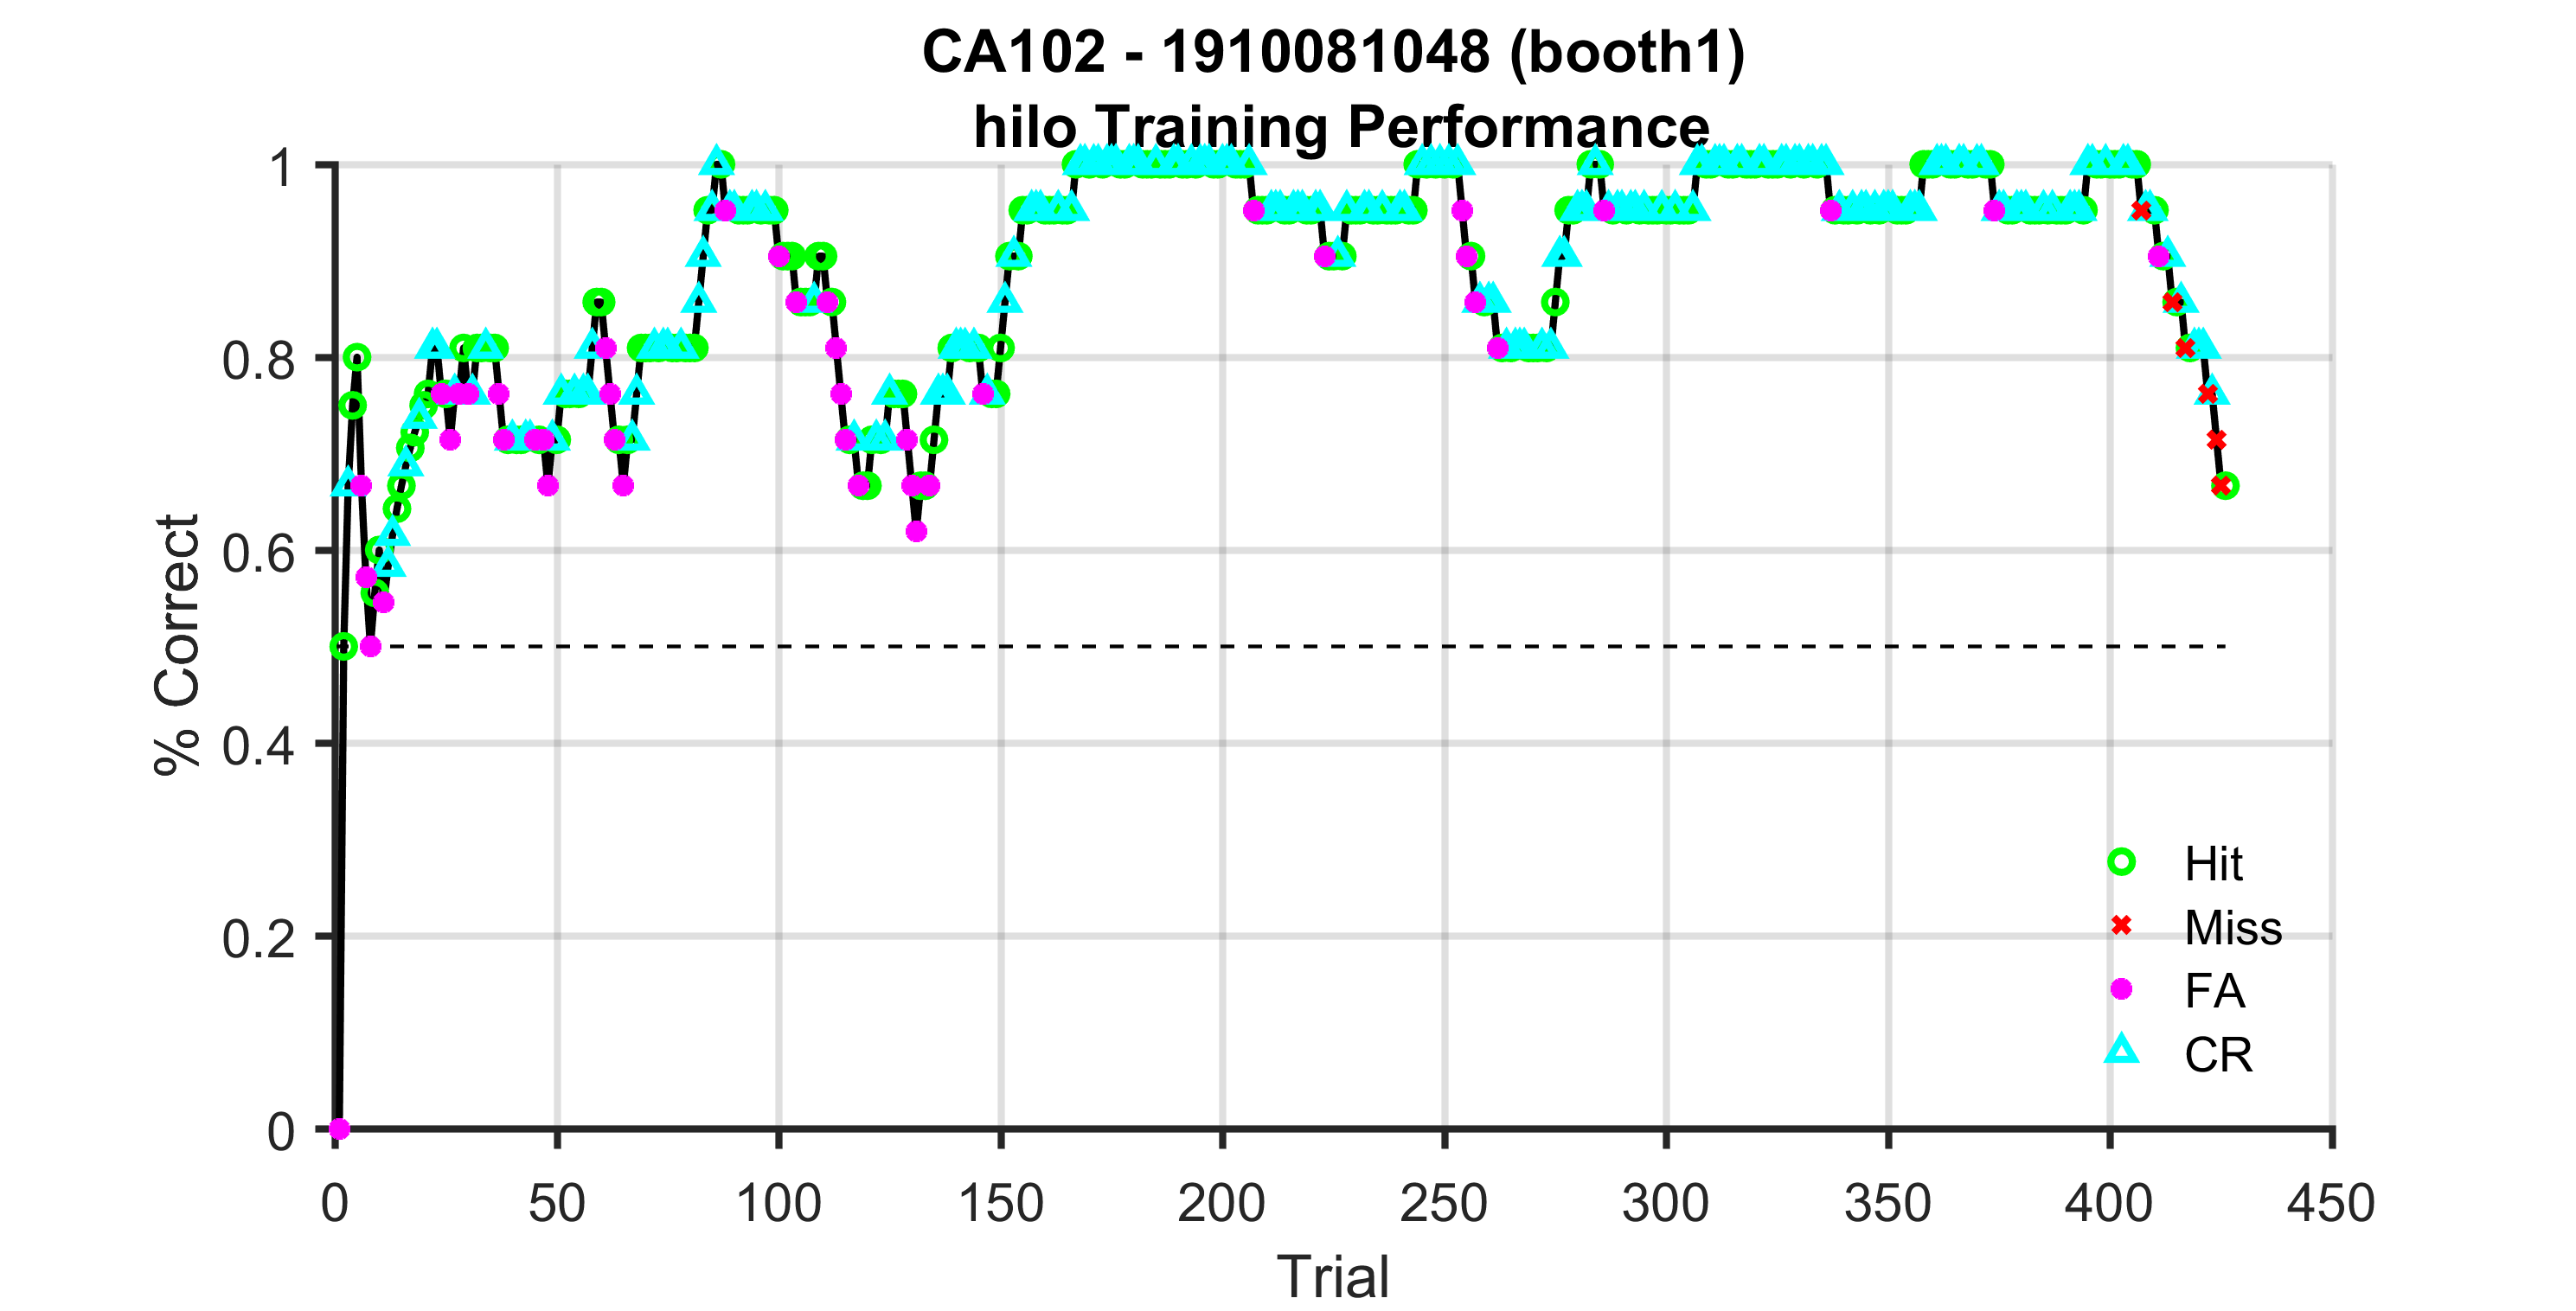 CA102 - 1910081048 (booth1)
hilo Training Performance
% Correct
1
0.8
0.6
0.4
0.2
0
0 50 100 150 200 250 300 350 400 450
Trial
Hit
Miss
FA
CR